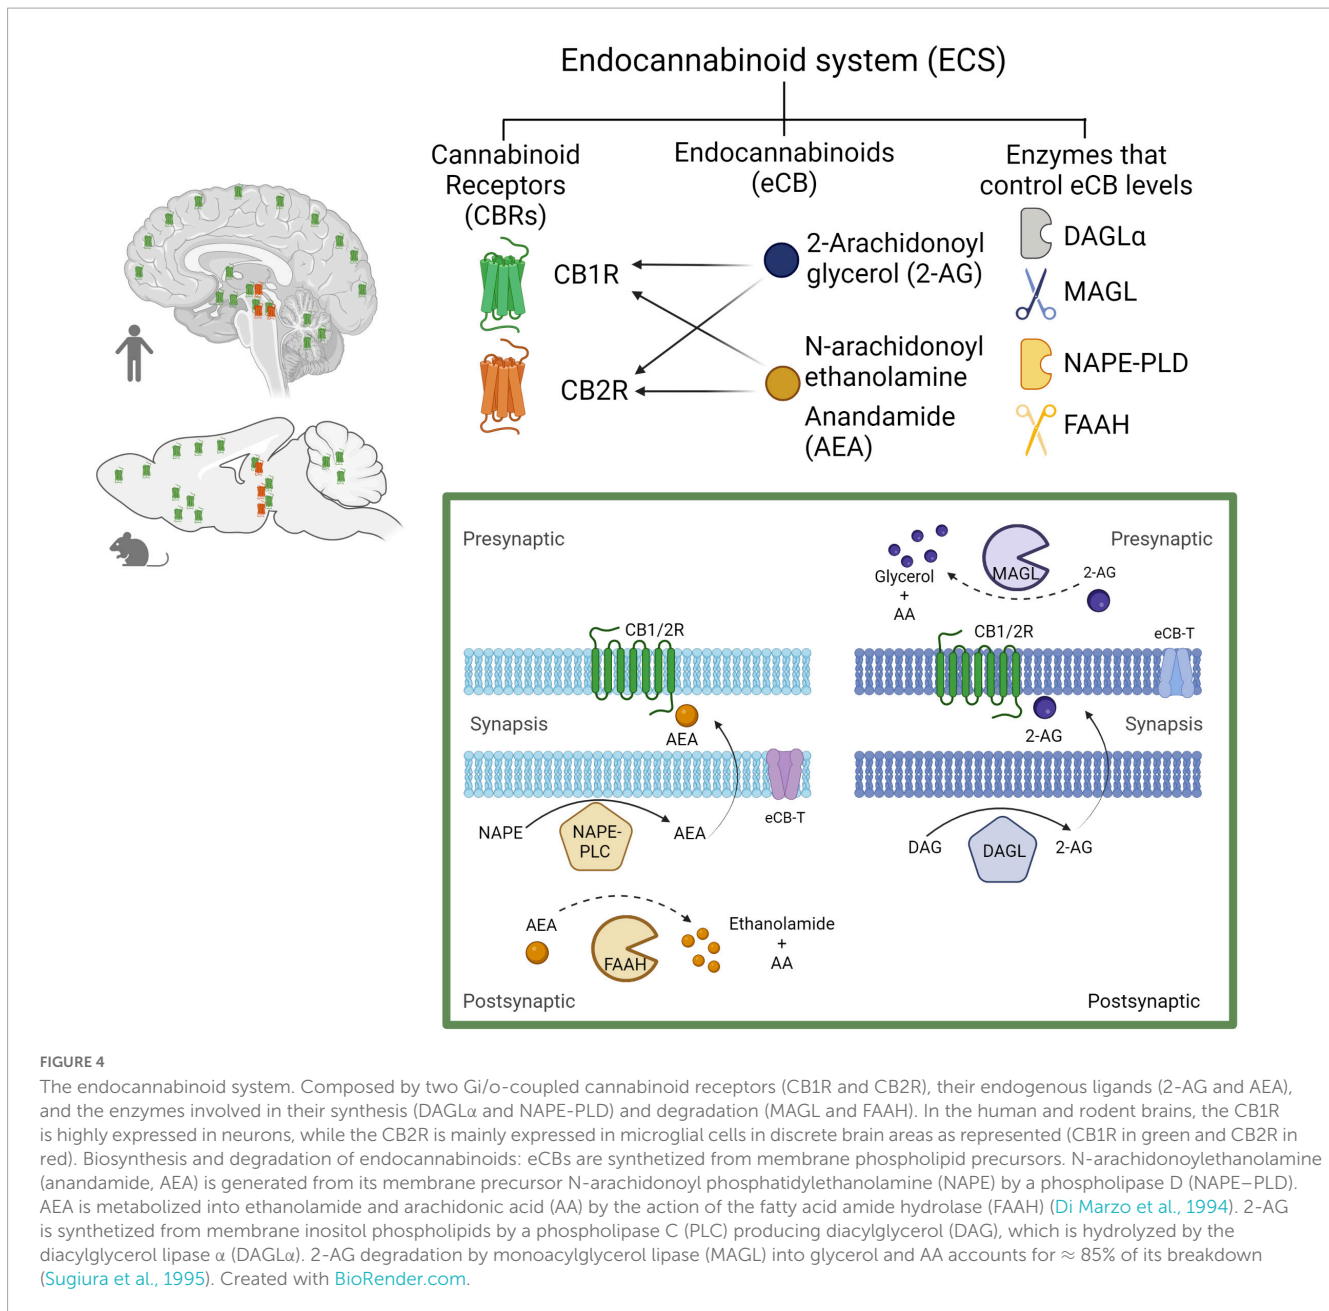 Endocannabinoid system (ECS)
Cannabinoid
Receptors
(CBRs)
Endocannabinoids
(eCB)
Enzymes that
control eCB levels
CB1R
CB2R
2-Arachidonoyl
glycerol (2-AG)
N-arachidonoyl
ethanolamine
Anandamide
(AEA)
DAGLα
MAGL
NAPE-PLD
FAAH
Presynaptic
CB1/2R
Synapsis
AEA
eCB-T
NAPE
NAPE-
PLC
AEA
AEA
FAAH
Ethanolamide
+
AA
Postsynaptic
Presynaptic
Glycerol
+
AA
MAGL
2-AG
CB1/2R
eCB-T
2-AG
Synapsis
DAG
DAGL
2-AG
Postsynaptic
FIGURE 4
The endocannabinoid system. Composed by two Gi/o-coupled cannabinoid receptors (CB1R and CB2R), their endogenous ligands (2-AG and AEA),
and the enzymes involved in their synthesis (DAGLα and NAPE-PLD) and degradation (MAGL and FAAH). In the human and rodent brains, the CB1R
is highly expressed in neurons, while the CB2R is mainly expressed in microglial cells in discrete brain areas as represented (CB1R in green and CB2R in
red). Biosynthesis and degradation of endocannabinoids: eCBs are synthetized from membrane phospholipid precursors. N-arachidonoylethanolamine
(anandamide, AEA) is generated from its membrane precursor N-arachidonoyl phosphatidylethanolamine (NAPE) by a phospholipase D (NAPE–PLD).
AEA is metabolized into ethanolamide and arachidonic acid (AA) by the action of the fatty acid amide hydrolase (FAAH) (Di Marzo et al., 1994). 2-AG
is synthetized from membrane inositol phospholipids by a phospholipase C (PLC) producing diacylglycerol (DAG), which is hydrolyzed by the
diacylglycerol lipase α (DAGLα). 2-AG degradation by monoacylglycerol lipase (MAGL) into glycerol and AA accounts for ≈ 85% of its breakdown
(Sugiura et al., 1995). Created with BioRender.com.